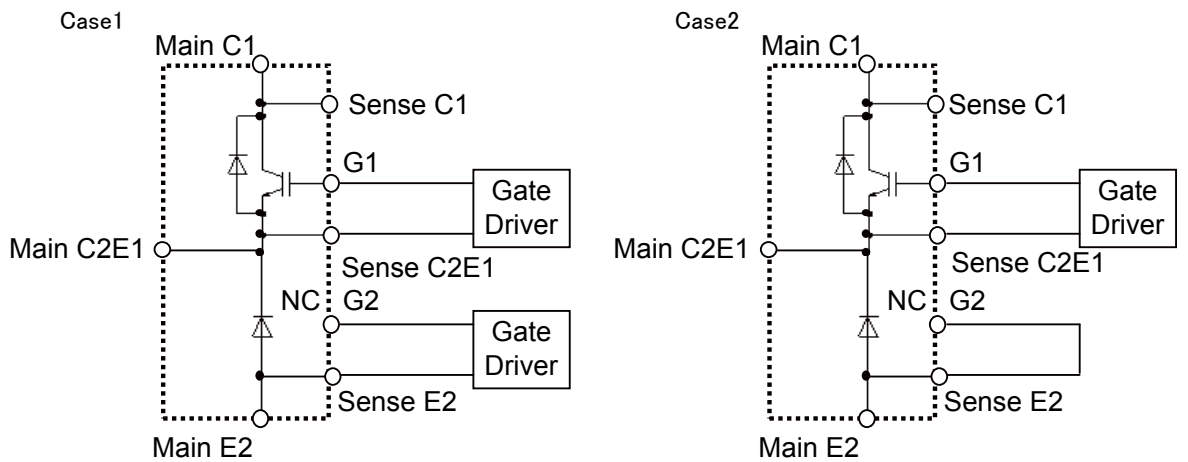 Case1
Main C1
Sense C1
G1
Gate
Driver
Main C2E1
Sense C2E1
NC G2
Gate
Driver
Sense E2
Main E2
Case2
Main C1
Sense C1
G1
Gate
Driver
Main C2E1
Sense C2E1
NC G2
Sense E2
Main E2